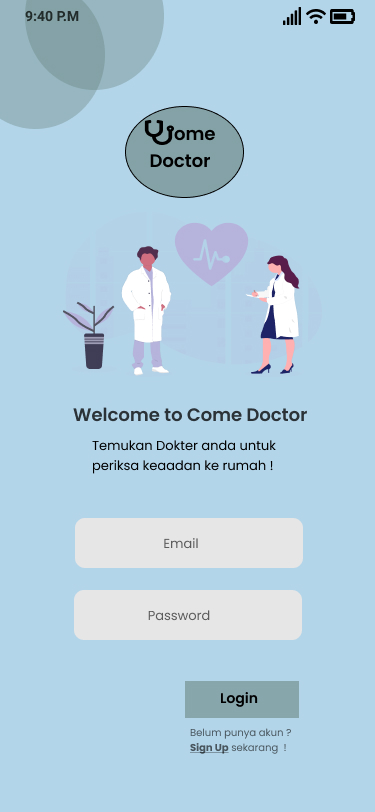 9:40 P.M
ome
Doctor
Welcome to Come Doctor
Temukan Dokter anda untuk
periksa keaadan ke rumah !
Email
Password
Login
Belum punya akun ?
Sign Up sekarang !